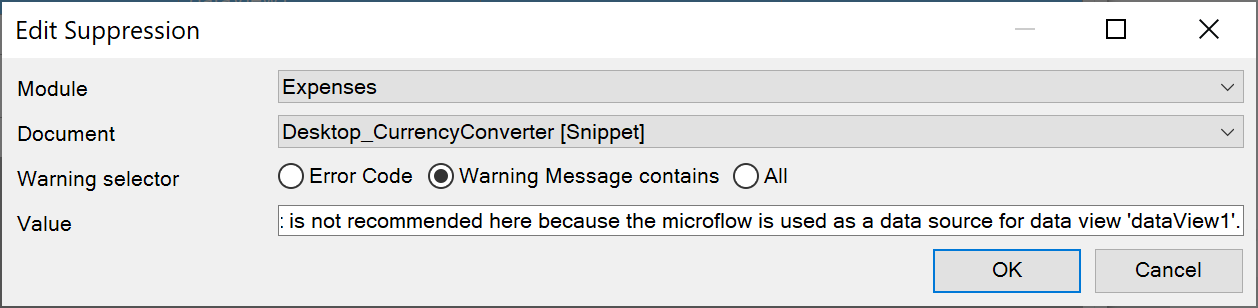 Edit Suppression
Module
Expenses
Document
Desktop_CurrencyConverter [Snippet]
Warning selector
Error Code
Warning Message contains
All
Value
is not recommended here because the microflow is used as a data source for data view 'dataView1'.
OK
Cancel